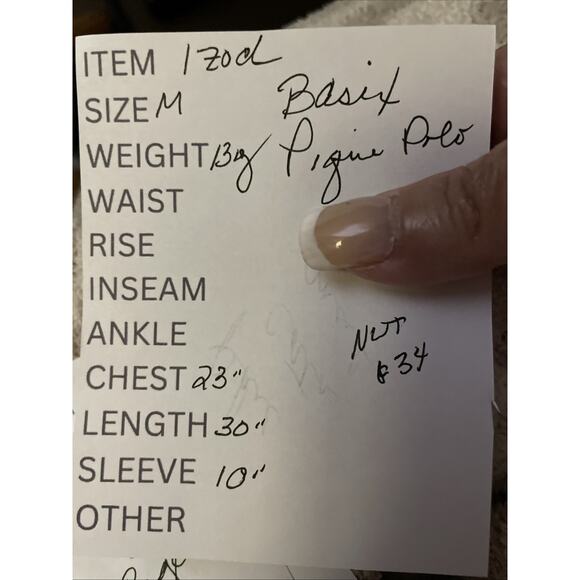 ITEM Izod
SIZE M Basix
WEIGHT 13oz Pique Polo
WAIST
RISE
INSEAM
ANKLE NWT
CHEST 23" $34
LENGTH 30"
SLEEVE 10"
OTHER